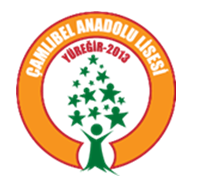 ÇAMLIBEL ANADOLU LİSESİ
YÜREĞİR-2013